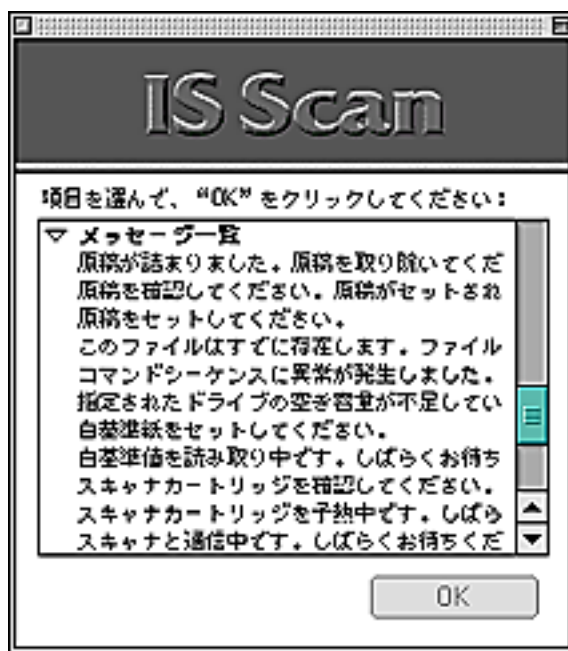 IS Scan
項目を選んで、“OK”をクリックしてください：
メッセージ一覧
原稿が詰まりました。原稿を取り除いてくだ
原稿を確認してください。原稿がセットされ
原稿をセットしてください。
このファイルはすでに存在します。ファイル
コマンドシーケンスに異常が発生しました。
指定されたドライブの空き容量が不足してい
白基準紙をセットしてください。
白基準値を読み取り中です。しばらくお待ち
スキャナカートリッジを確認してください。
スキャナカートリッジを予熱中です。しばら
スキャナと通信中です。しばらくお待ちくだ
OK